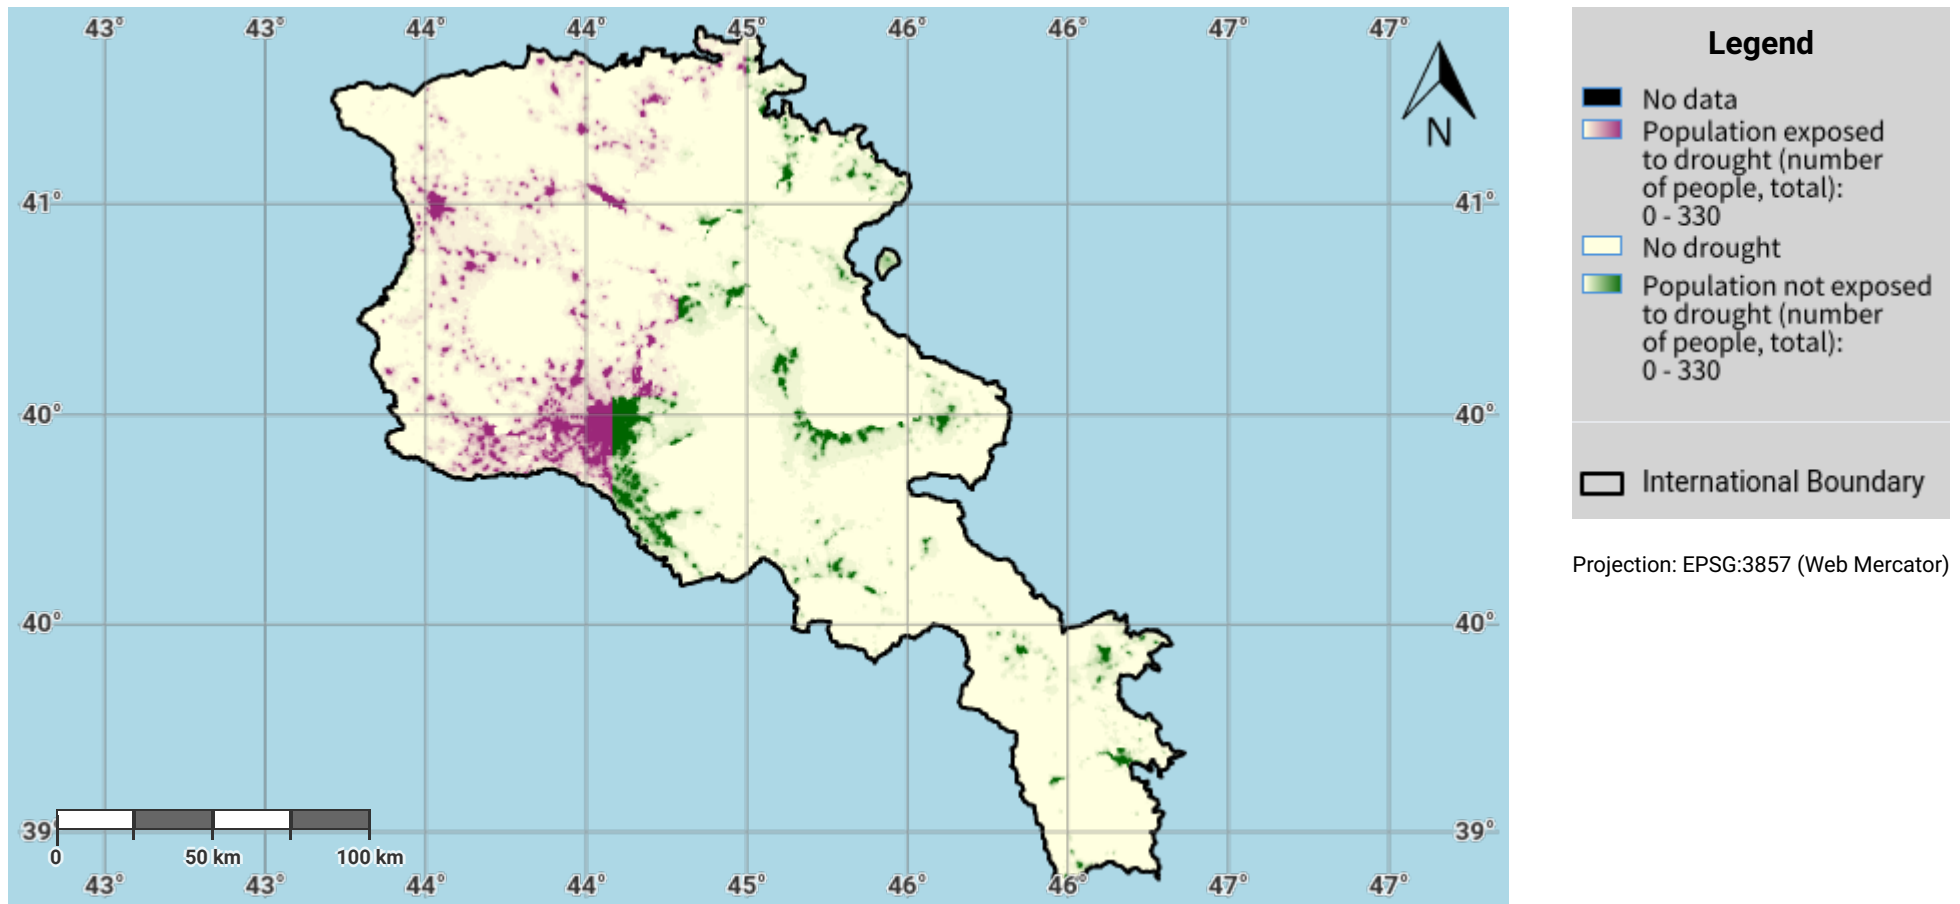 43° 43° 44° 44° 45° 46° 46° 47° 47°
N
41° 41°
40° 40°
40° 40°
39° 39°
0 50 km 100 km
43° 43° 44° 44° 45° 46° 46° 47° 47°
Legend
No data
Population exposed
to drought (number
of people, total):
0 - 330
No drought
Population not exposed
to drought (number
of people, total):
0 - 330
International Boundary
Projection: EPSG:3857 (Web Mercator)